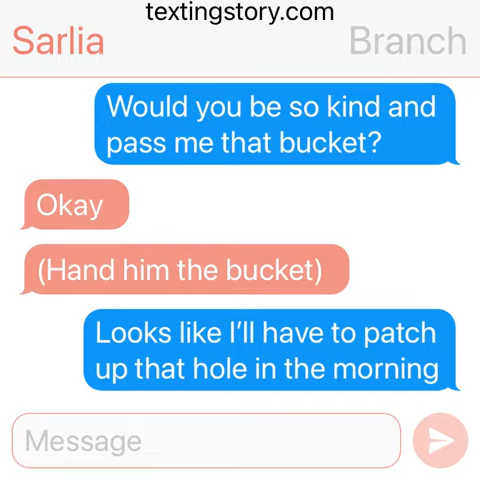 textingstory.com
Sarlia
Branch
Would you be so kind and
pass me that bucket?
Okay
(Hand him the bucket)
Looks like I’ll have to patch
up that hole in the morning
Message